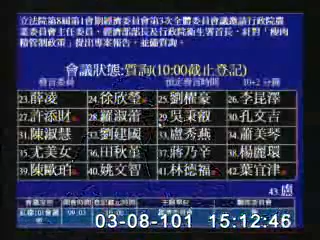 立法院第8屆第1會期經濟委員會第3次全體委員會議邀請行政院農
業委員會主任委員、經濟部部長及行政院衛生署首長，針對「瘦肉
精管制政策」提出專案報告，並備質詢。
會議狀態:質詢(10:00截止登記)
登記委員 預定發言時間 10+2分鐘
23.薛凌 24.徐欣瑩 25.劉櫂豪 26.李昆澤
27.許添財 28.羅淑蕾 29.吳秉叡 30.孔文吉
31.陳淑慧 32.劉建國 33.盧秀燕 34.蕭美琴
35.尤美女 36.田秋堇 37.蔣乃辛 38.楊麗環
39.陳歐珀 40.姚文智 41.林德福 42.葉宜津
43.盧
09:03
03-08-101 15:12:46